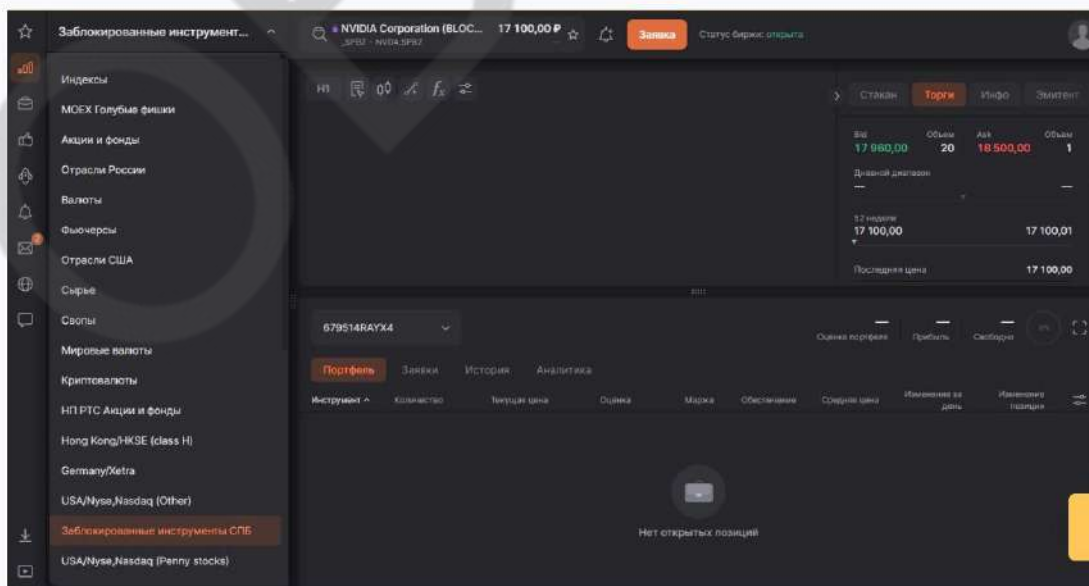 Заблокированные инструмент...
NVIDIA Corporation (BLOC... 17 100,00 ₽
_SPBZ - NVDA.SPBZ
Заявка
Статус биржи: открыта
Индексы
MOEX Голубые фишки
Акции и фонды
Отрасли России
Валюты
Фьючерсы
Отрасли США
Сырье
Свопы
Мировые валюты
Криптовалюты
НП РТС Акции и фонды
Hong Kong/HKSE (class H)
Germany/Xetra
USA/Nyse,Nasdaq (Other)
Заблокированные инструменты СПБ
USA/Nyse,Nasdaq (Penny stocks)
2
H1
Стакан Торги Инфо Эмитент
Bid Объем Ask Объем
17 960,00 20 18 500,00 1
Дневной диапазон
— —
52 недели
17 100,00 17 100,01
Последняя цена 17 100,00
679514RAYX4
— — —
Оценка портфеля Прибыль Свободно
Портфель Заявки История Аналитика
Инструмент Количество Текущая цена Оценка Маржа Обеспечение Средняя цена Изменение за день Изменение позиции
Нет открытых позиций